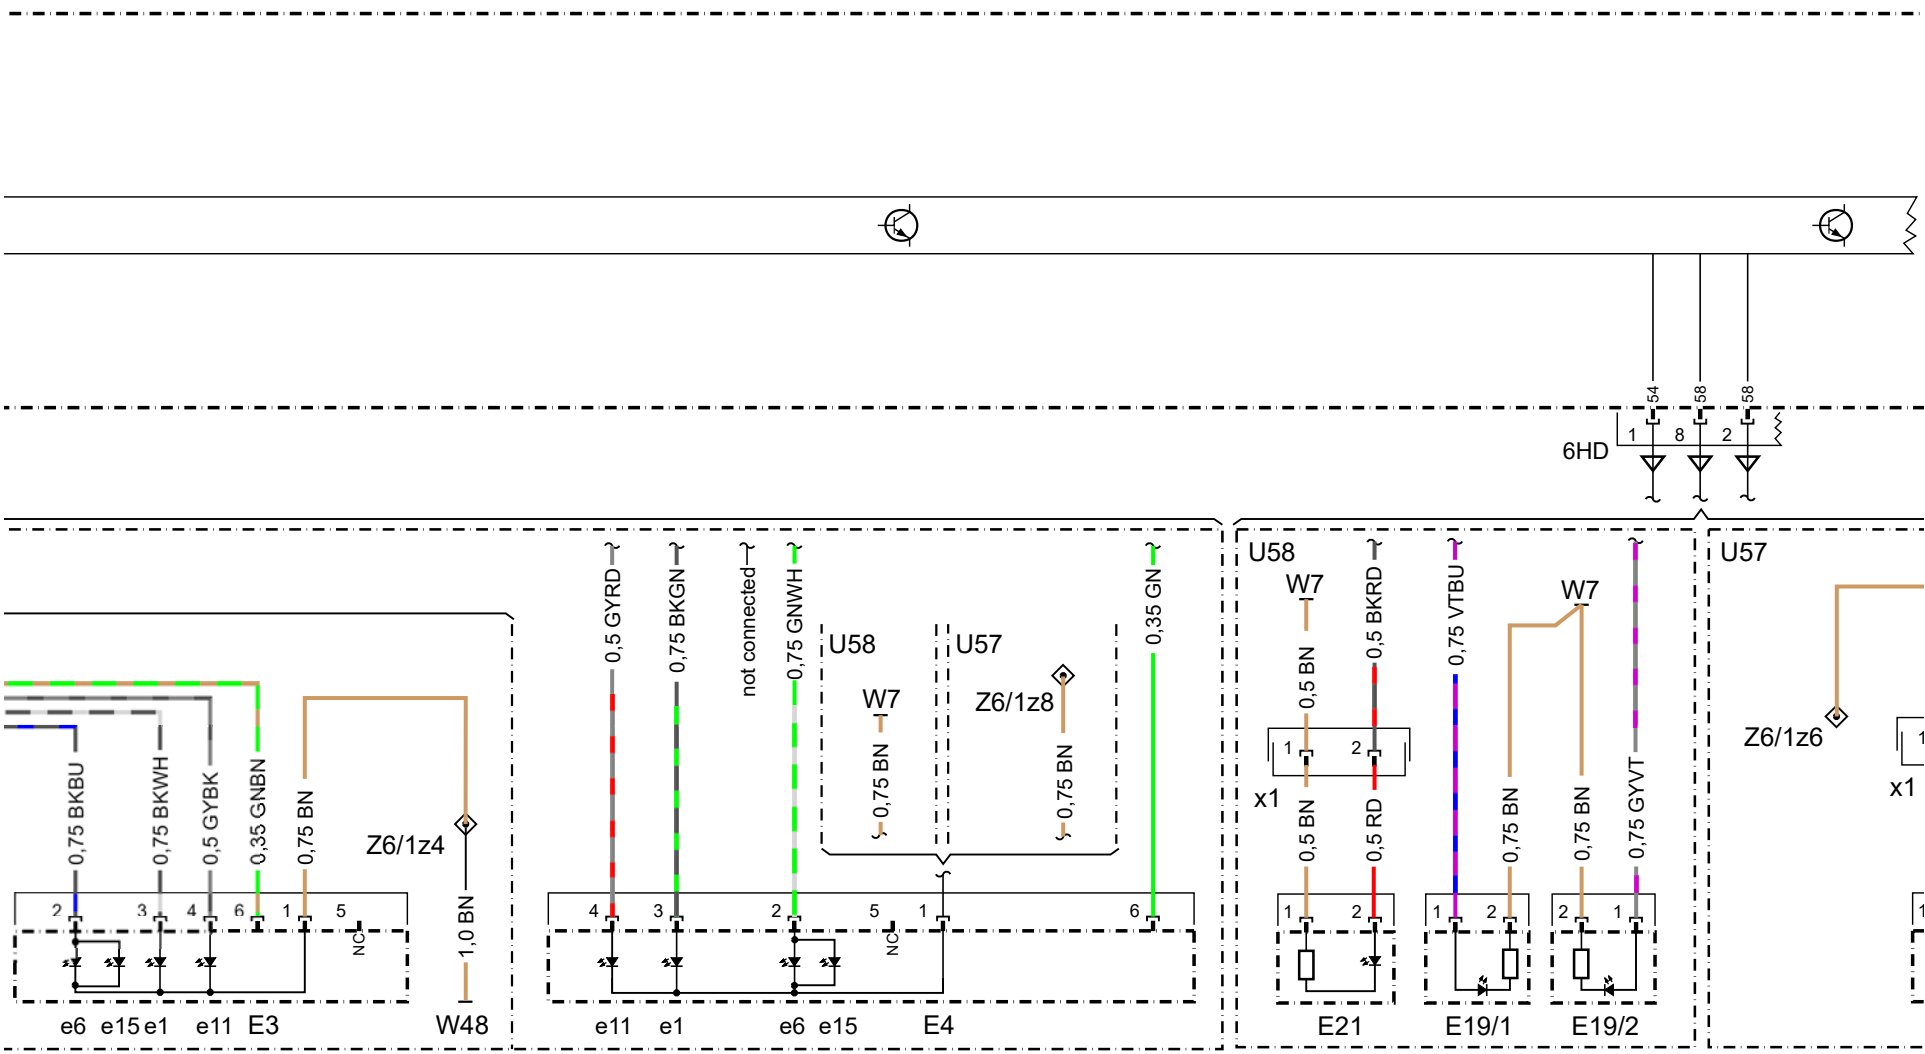 54
58
58
1
8
2
6HD
U58
U57
W7
W7
0,5 GYRD
0,75 BKGN
not connected
0,75 GNWH
0,35 GN
0,5 BKRD
0,75 VTBU
U58
U57
W7
Z6/1z8
0,5 BN
0,75 BN
0,75 BN
Z6/1z6
1
2
1
x1
x1
0,75 BKBU
0,75 BKWH
0,5 GYBK
0,35 GNBN
0,75 BN
Z6/1z4
1,0 BN
0,5 BN
0,5 RD
0,75 BN
0,75 BN
0,75 GYVT
2
3
4
6
1
5
NC
4
3
2
5
1
6
NC
1
2
1
2
2
1
1
e6 e15 e1 e11 E3
W48
e11 e1 e6 e15 E4
E21
E19/1
E19/2